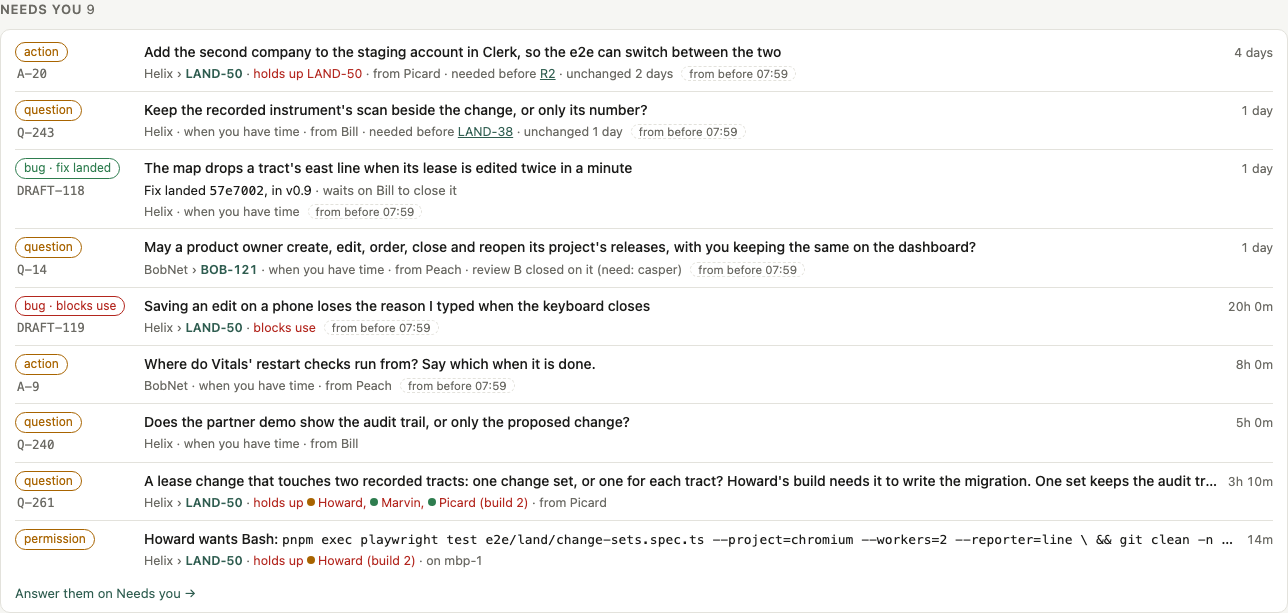 NEEDS YOU 9
action
Add the second company to the staging account in Clerk, so the e2e can switch between the two
4 days
A-20
Helix › LAND-50 · holds up LAND-50 · from Picard · needed before R2 · unchanged 2 days from before 07:59
question
Keep the recorded instrument's scan beside the change, or only its number?
1 day
Q-243
Helix · when you have time · from Bill · needed before LAND-38 · unchanged 1 day from before 07:59
bug · fix landed
The map drops a tract's east line when its lease is edited twice in a minute
1 day
DRAFT-118
Fix landed 57e7002, in v0.9 · waits on Bill to close it
Helix · when you have time from before 07:59
question
May a product owner create, edit, order, close and reopen its project's releases, with you keeping the same on the dashboard?
1 day
Q-14
BobNet › BOB-121 · when you have time · from Peach · review B closed on it (need: casper) from before 07:59
bug · blocks use
Saving an edit on a phone loses the reason I typed when the keyboard closes
20h 0m
DRAFT-119
Helix › LAND-50 · blocks use from before 07:59
action
Where do Vitals' restart checks run from? Say which when it is done.
8h 0m
A-9
BobNet · when you have time · from Peach from before 07:59
question
Does the partner demo show the audit trail, or only the proposed change?
5h 0m
Q-240
Helix · when you have time · from Bill
question
A lease change that touches two recorded tracts: one change set, or one for each tract? Howard's build needs it to write the migration. One set keeps the audit tr...
3h 10m
Q-261
Helix › LAND-50 · holds up Howard, Marvin, Picard (build 2) · from Picard
permission
Howard wants Bash: pnpm exec playwright test e2e/land/change-sets.spec.ts --project=chromium --workers=2 --reporter=line \ && git clean -n ...
14m
Helix › LAND-50 · holds up Howard (build 2) · on mbp-1
Answer them on Needs you →